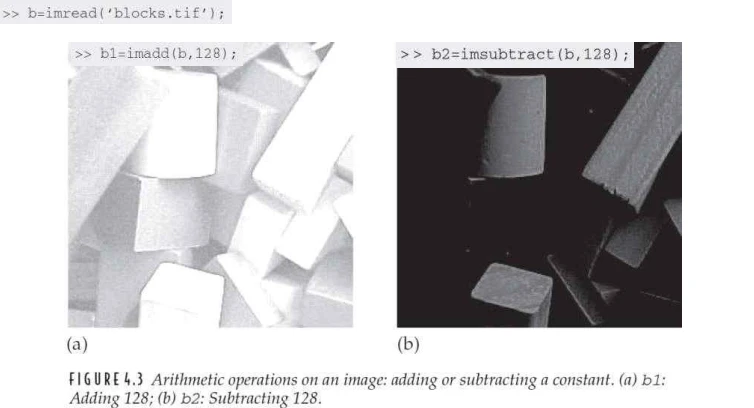 >> b=imread('blocks.tif');
>> b1=imadd(b,128);
>> b2=imsubtract(b,128);
(a)
(b)
FIGURE 4.3 Arithmetic operations on an image: adding or subtracting a constant. (a) b1:
Adding 128; (b) b2: Subtracting 128.